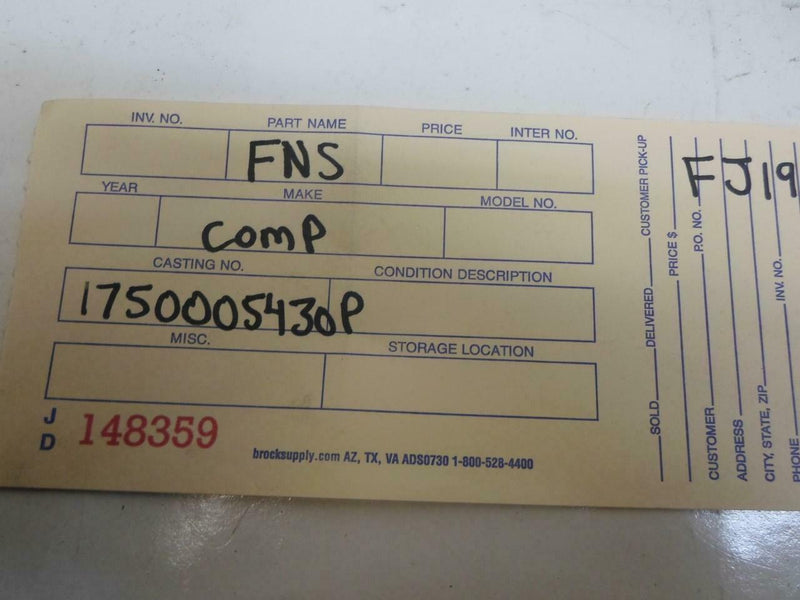 INV. NO. PART NAME PRICE INTER NO.
FNS
YEAR MAKE MODEL NO.
comP
CASTING NO. CONDITION DESCRIPTION
1750005430P
MISC. STORAGE LOCATION
J
D 148359
brocksupply.com AZ, TX, VA ADS0730 1-800-528-4400
SOLD DELIVERED CUSTOMER PICK-UP
PRICE $
P.O. NO.
CUSTOMER
ADDRESS
CITY, STATE, ZIP
PHONE INV. NO.
FJ19